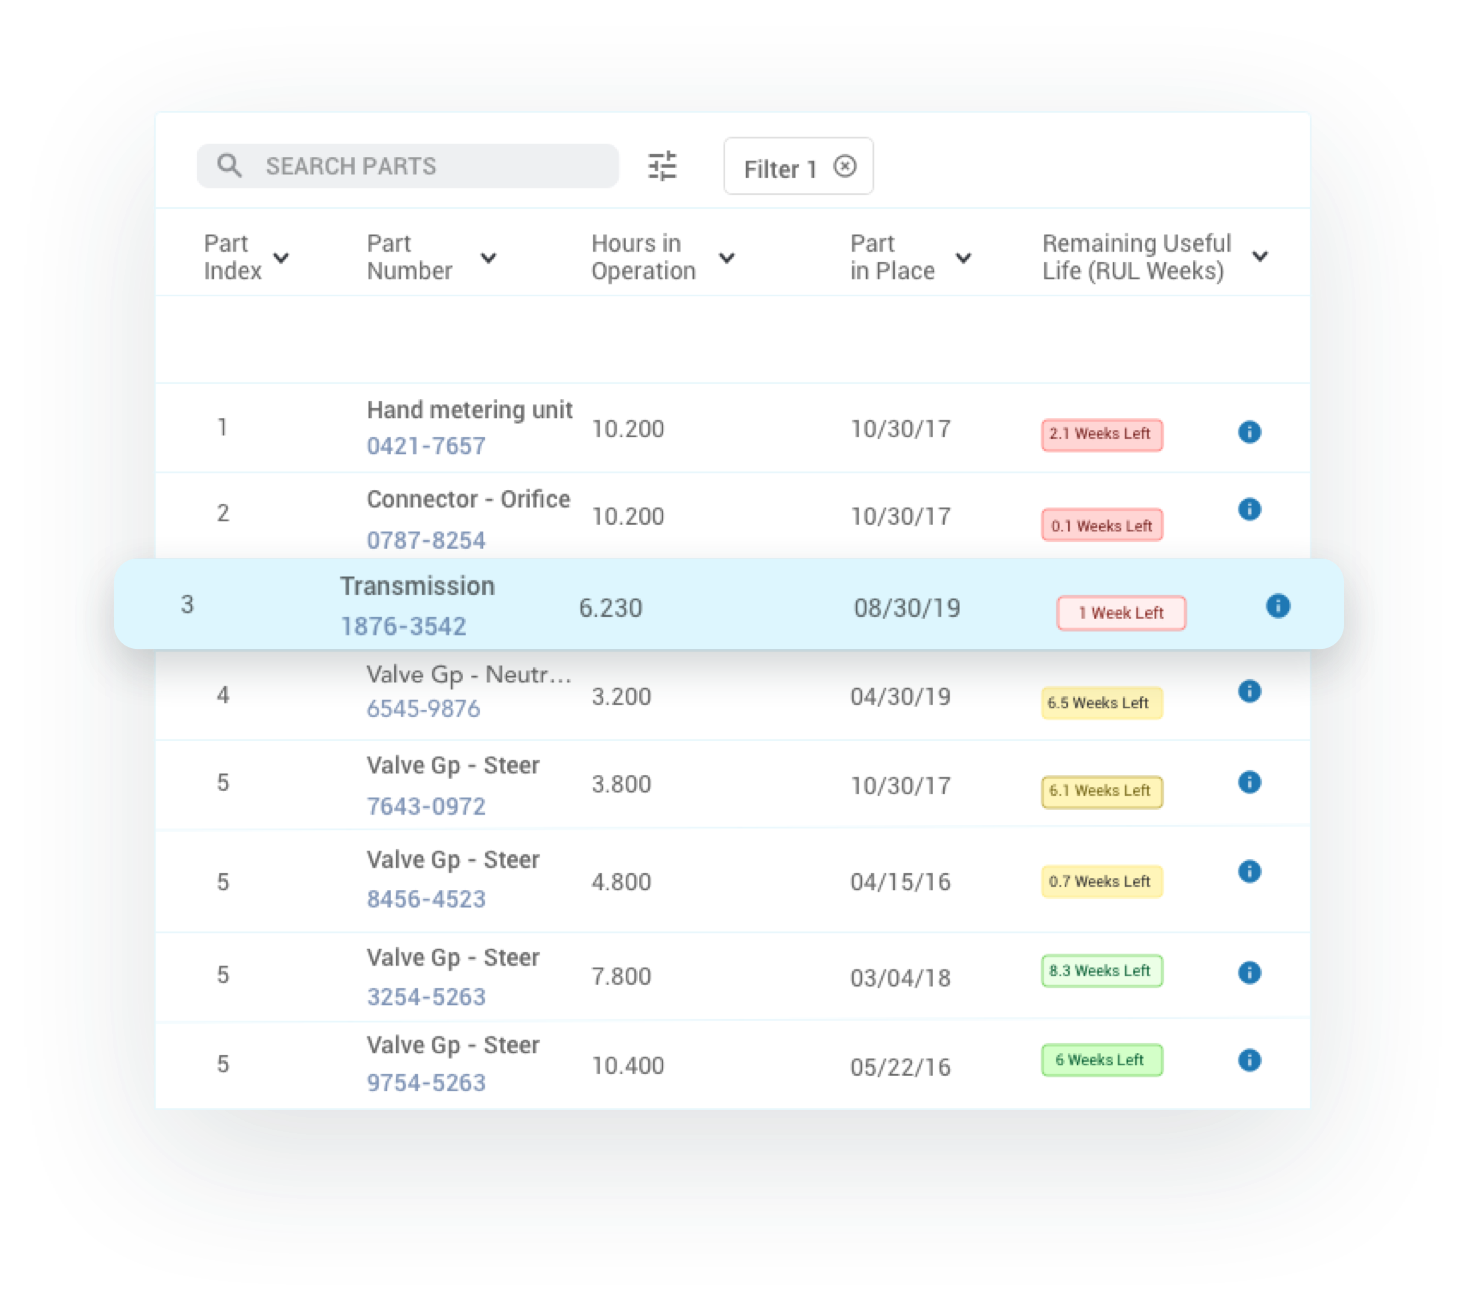 SEARCH PARTS
Filter 1
Part Index
Part Number
Hours in Operation
Part in Place
Remaining Useful Life (RUL Weeks)
1
Hand metering unit
0421-7657
10.200
10/30/17
2.1 Weeks Left
2
Connector - Orifice
0787-8254
10.200
10/30/17
0.1 Weeks Left
3
Transmission
1876-3542
6.230
08/30/19
1 Week Left
4
Valve Gp - Neutr...
6545-9876
3.200
04/30/19
6.5 Weeks Left
5
Valve Gp - Steer
7643-0972
3.800
10/30/17
6.1 Weeks Left
5
Valve Gp - Steer
8456-4523
4.800
04/15/16
0.7 Weeks Left
5
Valve Gp - Steer
3254-5263
7.800
03/04/18
8.3 Weeks Left
5
Valve Gp - Steer
9754-5263
10.400
05/22/16
6 Weeks Left